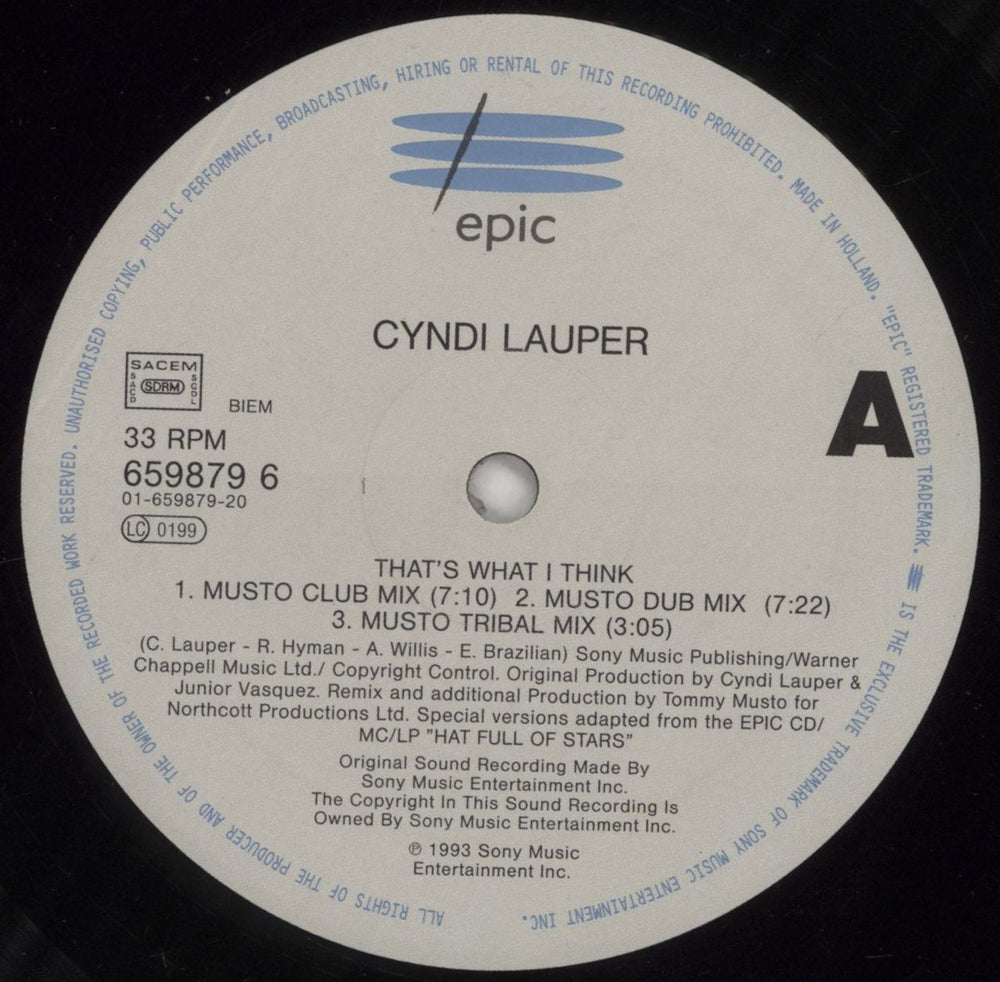 ALL RIGHTS OF THE PRODUCER AND OF THE OWNER OF THE RECORDED WORK RESERVED. UNAUTHORISED COPYING, PUBLIC PERFORMANCE, BROADCASTING, HIRING OR RENTAL OF THIS RECORDING PROHIBITED. MADE IN HOLLAND. "EPIC" REGISTERED TRADEMARK. IS THE EXCLUSIVE TRADEMARK OF SONY MUSIC ENTERTAINMENT INC.
epic
CYNDI LAUPER
SACEM
SACD
SDRM
SGDL
BIEM
A
33 RPM
659879 6
01-659879-20
LC 0199
THAT'S WHAT I THINK
1. MUSTO CLUB MIX (7:10) 2. MUSTO DUB MIX (7:22)
3. MUSTO TRIBAL MIX (3:05)
(C. Lauper - R. Hyman - A. Willis - E. Brazilian) Sony Music Publishing/Warner
Chappell Music Ltd./ Copyright Control. Original Production by Cyndi Lauper &
Junior Vasquez. Remix and additional Production by Tommy Musto for
Northcott Productions Ltd. Special versions adapted from the EPIC CD/
MC/LP "HAT FULL OF STARS"
Original Sound Recording Made By
Sony Music Entertainment Inc.
The Copyright In This Sound Recording Is
Owned By Sony Music Entertainment Inc.
℗ 1993 Sony Music
Entertainment Inc.